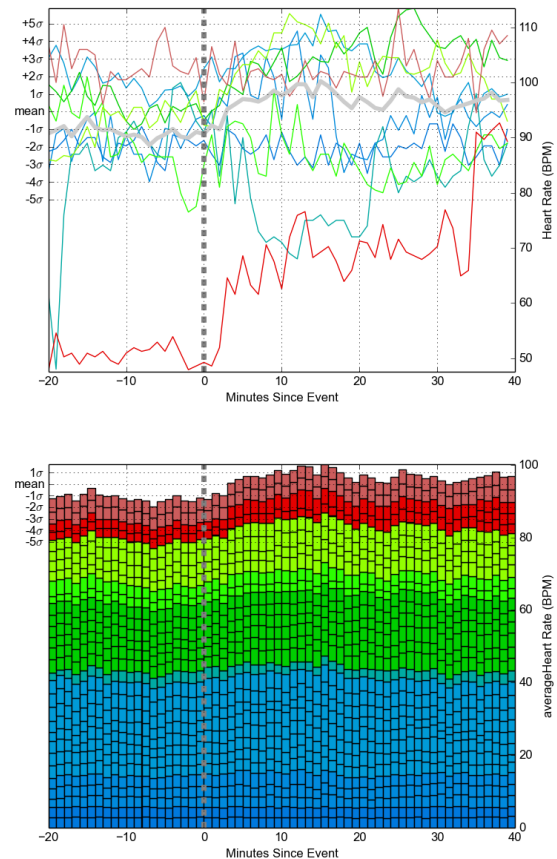 +5σ
+4σ
+3σ
+2σ
1σ
mean
-1σ
-2σ
-3σ
-4σ
-5σ
110
100
90
80
70
60
50
Heart Rate (BPM)
−20 −10 0 10 20 30 40
Minutes Since Event
1σ
mean
-1σ
-2σ
-3σ
-4σ
-5σ
100
80
60
40
20
0
averageHeart Rate (BPM)
−20 −10 0 10 20 30 40
Minutes Since Event